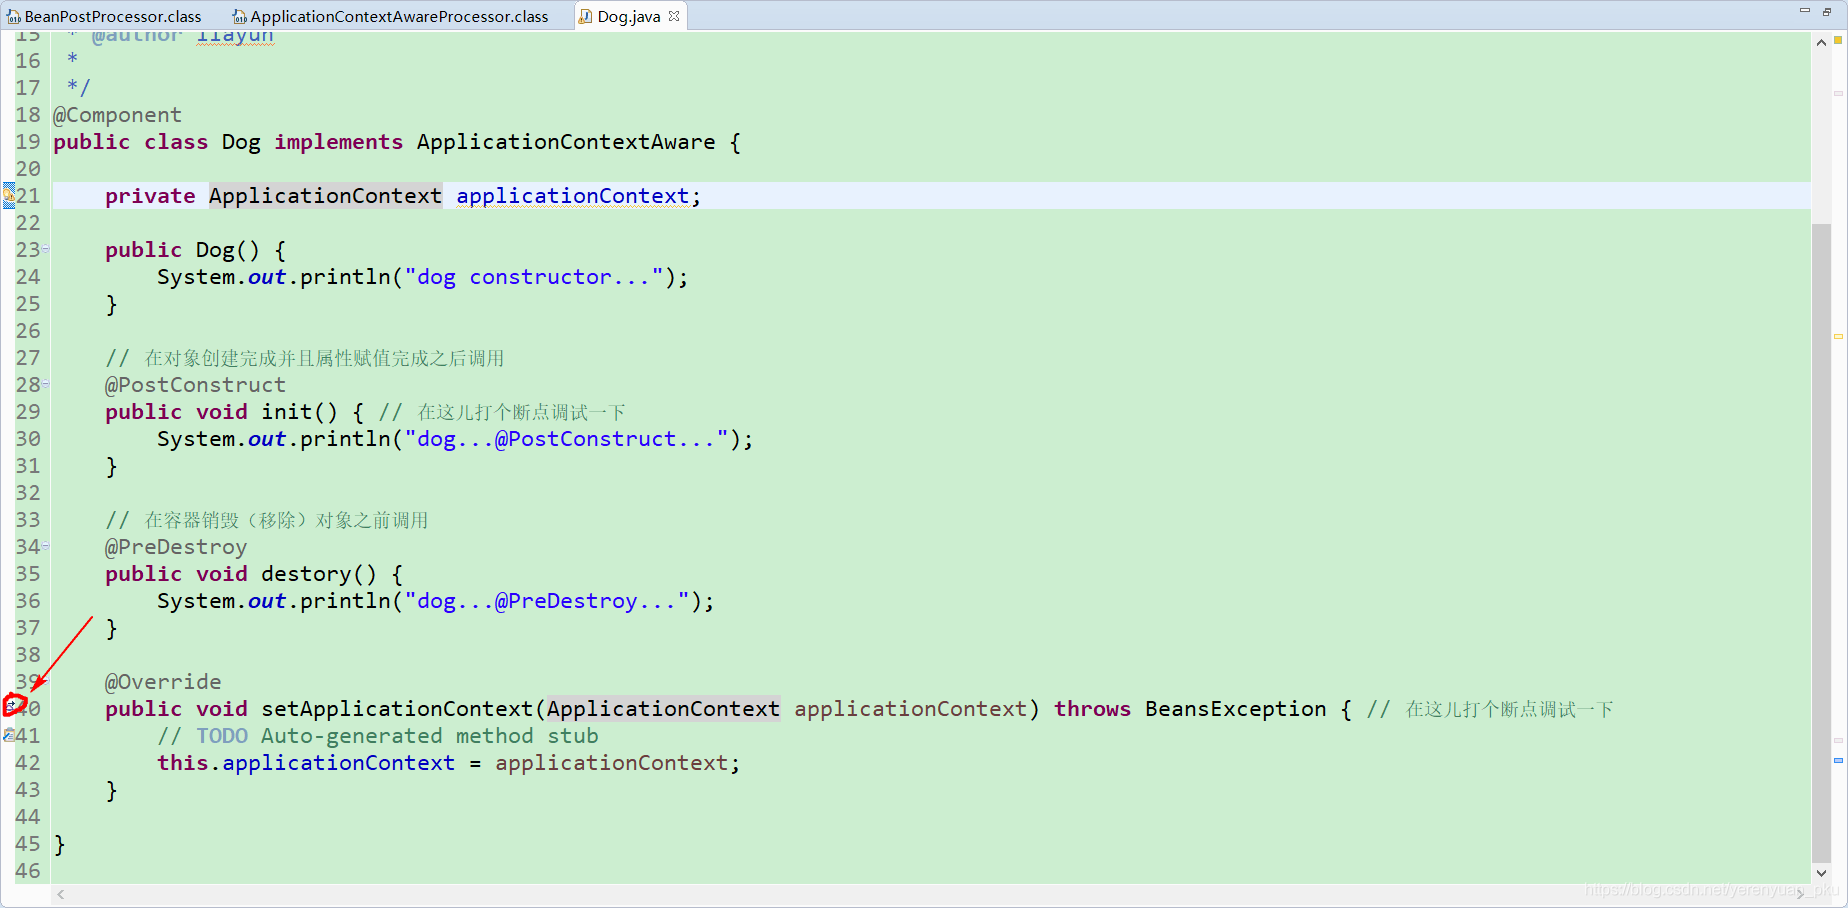 BeanPostProcessor.class ApplicationContextAwareProcessor.class Dog.java
15 * @author liayun
16 *
17 */
18 @Component
19 public class Dog implements ApplicationContextAware {
20
21 private ApplicationContext applicationContext;
22
23 public Dog() {
24 System.out.println("dog constructor...");
25 }
26
27 // 在对象创建完成并且属性赋值完成之后调用
28 @PostConstruct
29 public void init() { // 在这儿打个断点调试一下
30 System.out.println("dog...@PostConstruct...");
31 }
32
33 // 在容器销毁（移除）对象之前调用
34 @PreDestroy
35 public void destory() {
36 System.out.println("dog...@PreDestroy...");
37 }
38
39 @Override
40 public void setApplicationContext(ApplicationContext applicationContext) throws BeansException { // 在这儿打个断点调试一下
41 // TODO Auto-generated method stub
42 this.applicationContext = applicationContext;
43 }
44
45 }
46
https://blog.csdn.net/yerenyuan_pku